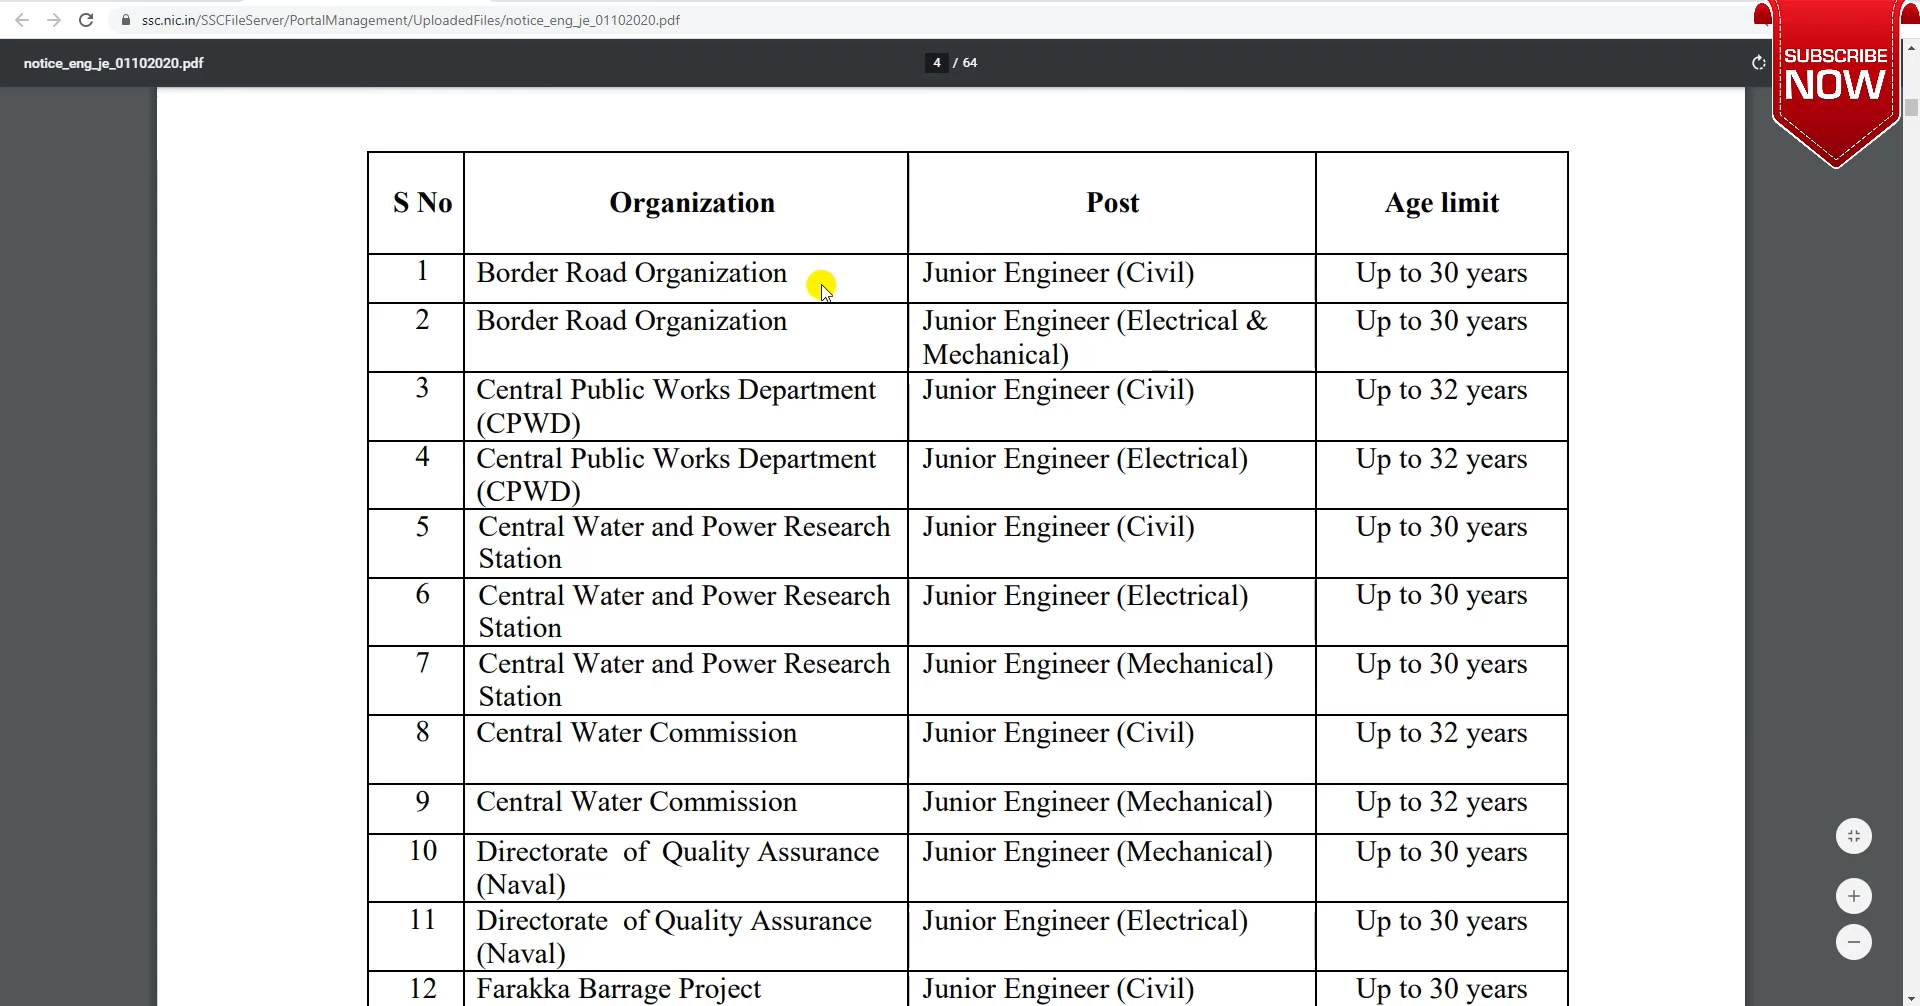 ssc.nic.in/SSCFileServer/PortalManagement/UploadedFiles/notice_eng_je_01102020.pdf
notice_eng_je_01102020.pdf
4 / 64
SUBSCRIBE
NOW
S No Organization Post Age limit
1 Border Road Organization Junior Engineer (Civil) Up to 30 years
2 Border Road Organization Junior Engineer (Electrical & Up to 30 years
Mechanical)
3 Central Public Works Department Junior Engineer (Civil) Up to 32 years
(CPWD)
4 Central Public Works Department Junior Engineer (Electrical) Up to 32 years
(CPWD)
5 Central Water and Power Research Junior Engineer (Civil) Up to 30 years
Station
6 Central Water and Power Research Junior Engineer (Electrical) Up to 30 years
Station
7 Central Water and Power Research Junior Engineer (Mechanical) Up to 30 years
Station
8 Central Water Commission Junior Engineer (Civil) Up to 32 years
9 Central Water Commission Junior Engineer (Mechanical) Up to 32 years
10 Directorate of Quality Assurance Junior Engineer (Mechanical) Up to 30 years
(Naval)
11 Directorate of Quality Assurance Junior Engineer (Electrical) Up to 30 years
(Naval)
12 Farakka Barrage Project Junior Engineer (Civil) Up to 30 years